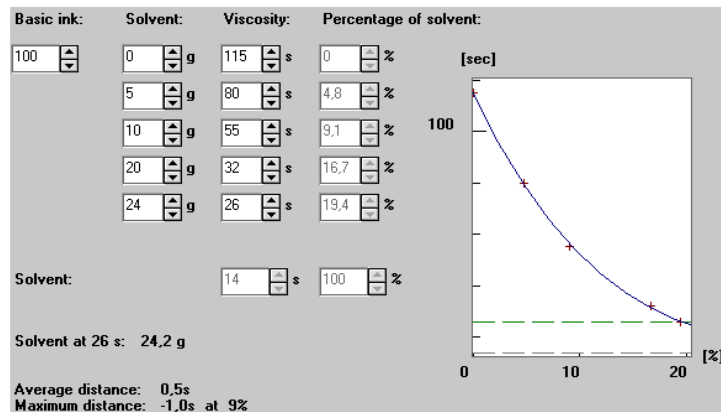 Basic ink: Solvent: Viscosity: Percentage of solvent:
100 0 g 115 s 0 %
[sec]
5 g 80 s 4,8 %
100
10 g 55 s 9,1 %
20 g 32 s 16,7 %
24 g 26 s 19,4 %
Solvent: 14 s 100 %
Solvent at 26 s: 24,2 g
[%]
0 10 20
Average distance: 0,5s
Maximum distance: -1,0s at 9%